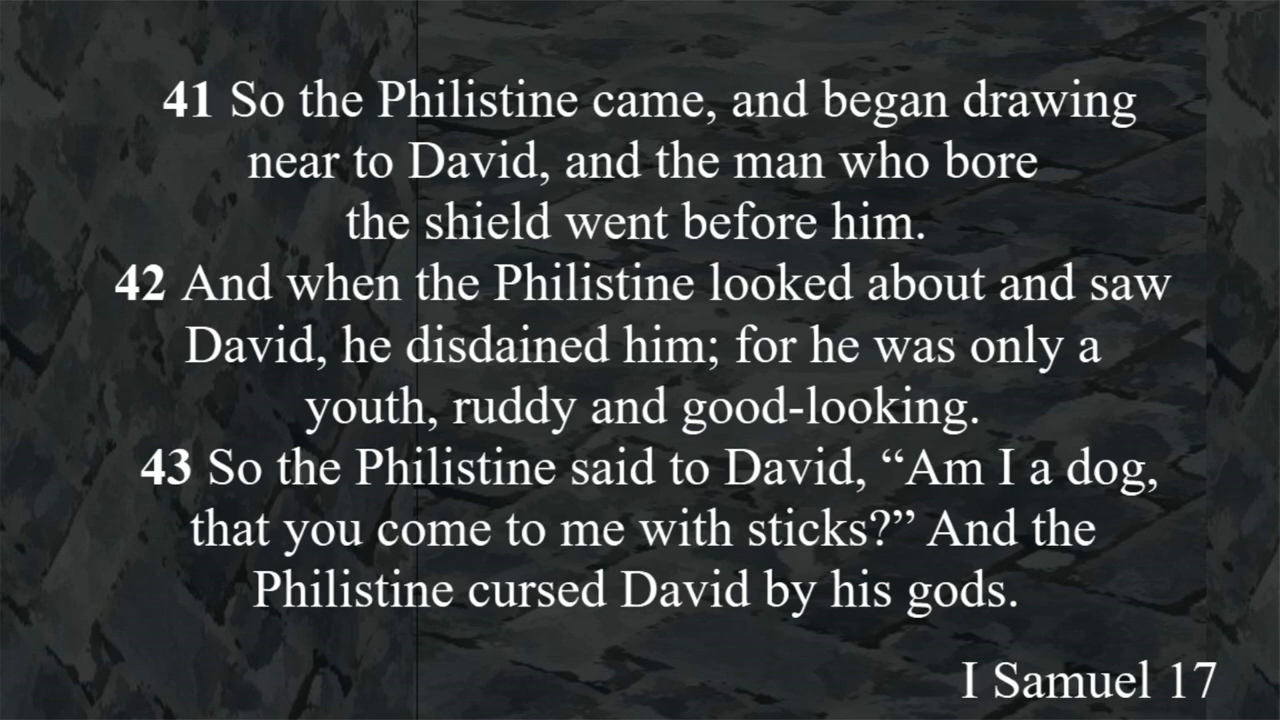 41 So the Philistine came, and began drawing
near to David, and the man who bore
the shield went before him.
42 And when the Philistine looked about and saw
David, he disdained him; for he was only a
youth, ruddy and good-looking.
43 So the Philistine said to David, “Am I a dog,
that you come to me with sticks?” And the
Philistine cursed David by his gods.
I Samuel 17